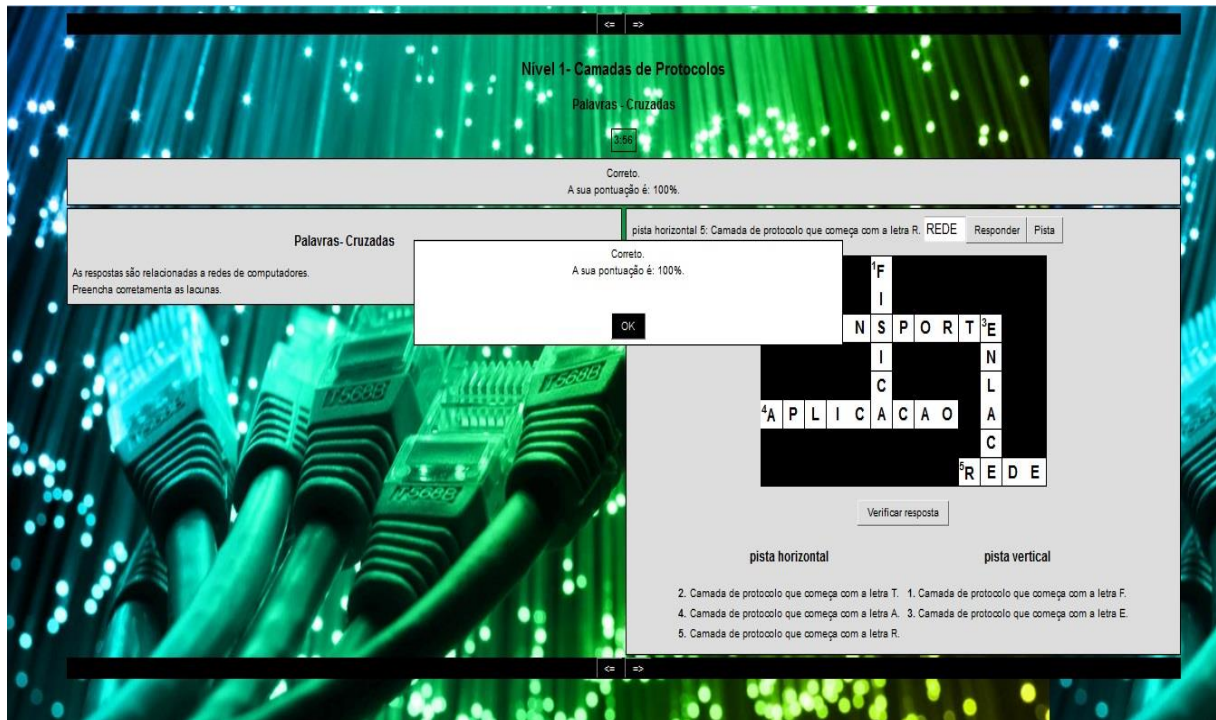 <= =>
Nível 1- Camadas de Protocolos
Palavras - Cruzadas
3:56
Correto.
A sua pontuação é: 100%.
Palavras- Cruzadas
As respostas são relacionadas a redes de computadores.
Preencha corretamenta as lacunas.
pista horizontal 5: Camada de protocolo que começa com a letra R. REDE Responder Pista
Correto.
A sua pontuação é: 100%.
OK
1F
I
N S P O R T 3E
I N
C L
4A P L I C A C A O A
C
5R E D E
Verificar resposta
pista horizontal
2. Camada de protocolo que começa com a letra T.
4. Camada de protocolo que começa com a letra A.
5. Camada de protocolo que começa com a letra R.
pista vertical
1. Camada de protocolo que começa com a letra F.
3. Camada de protocolo que começa com a letra E.
T568B
T568B
T568B
<= =>